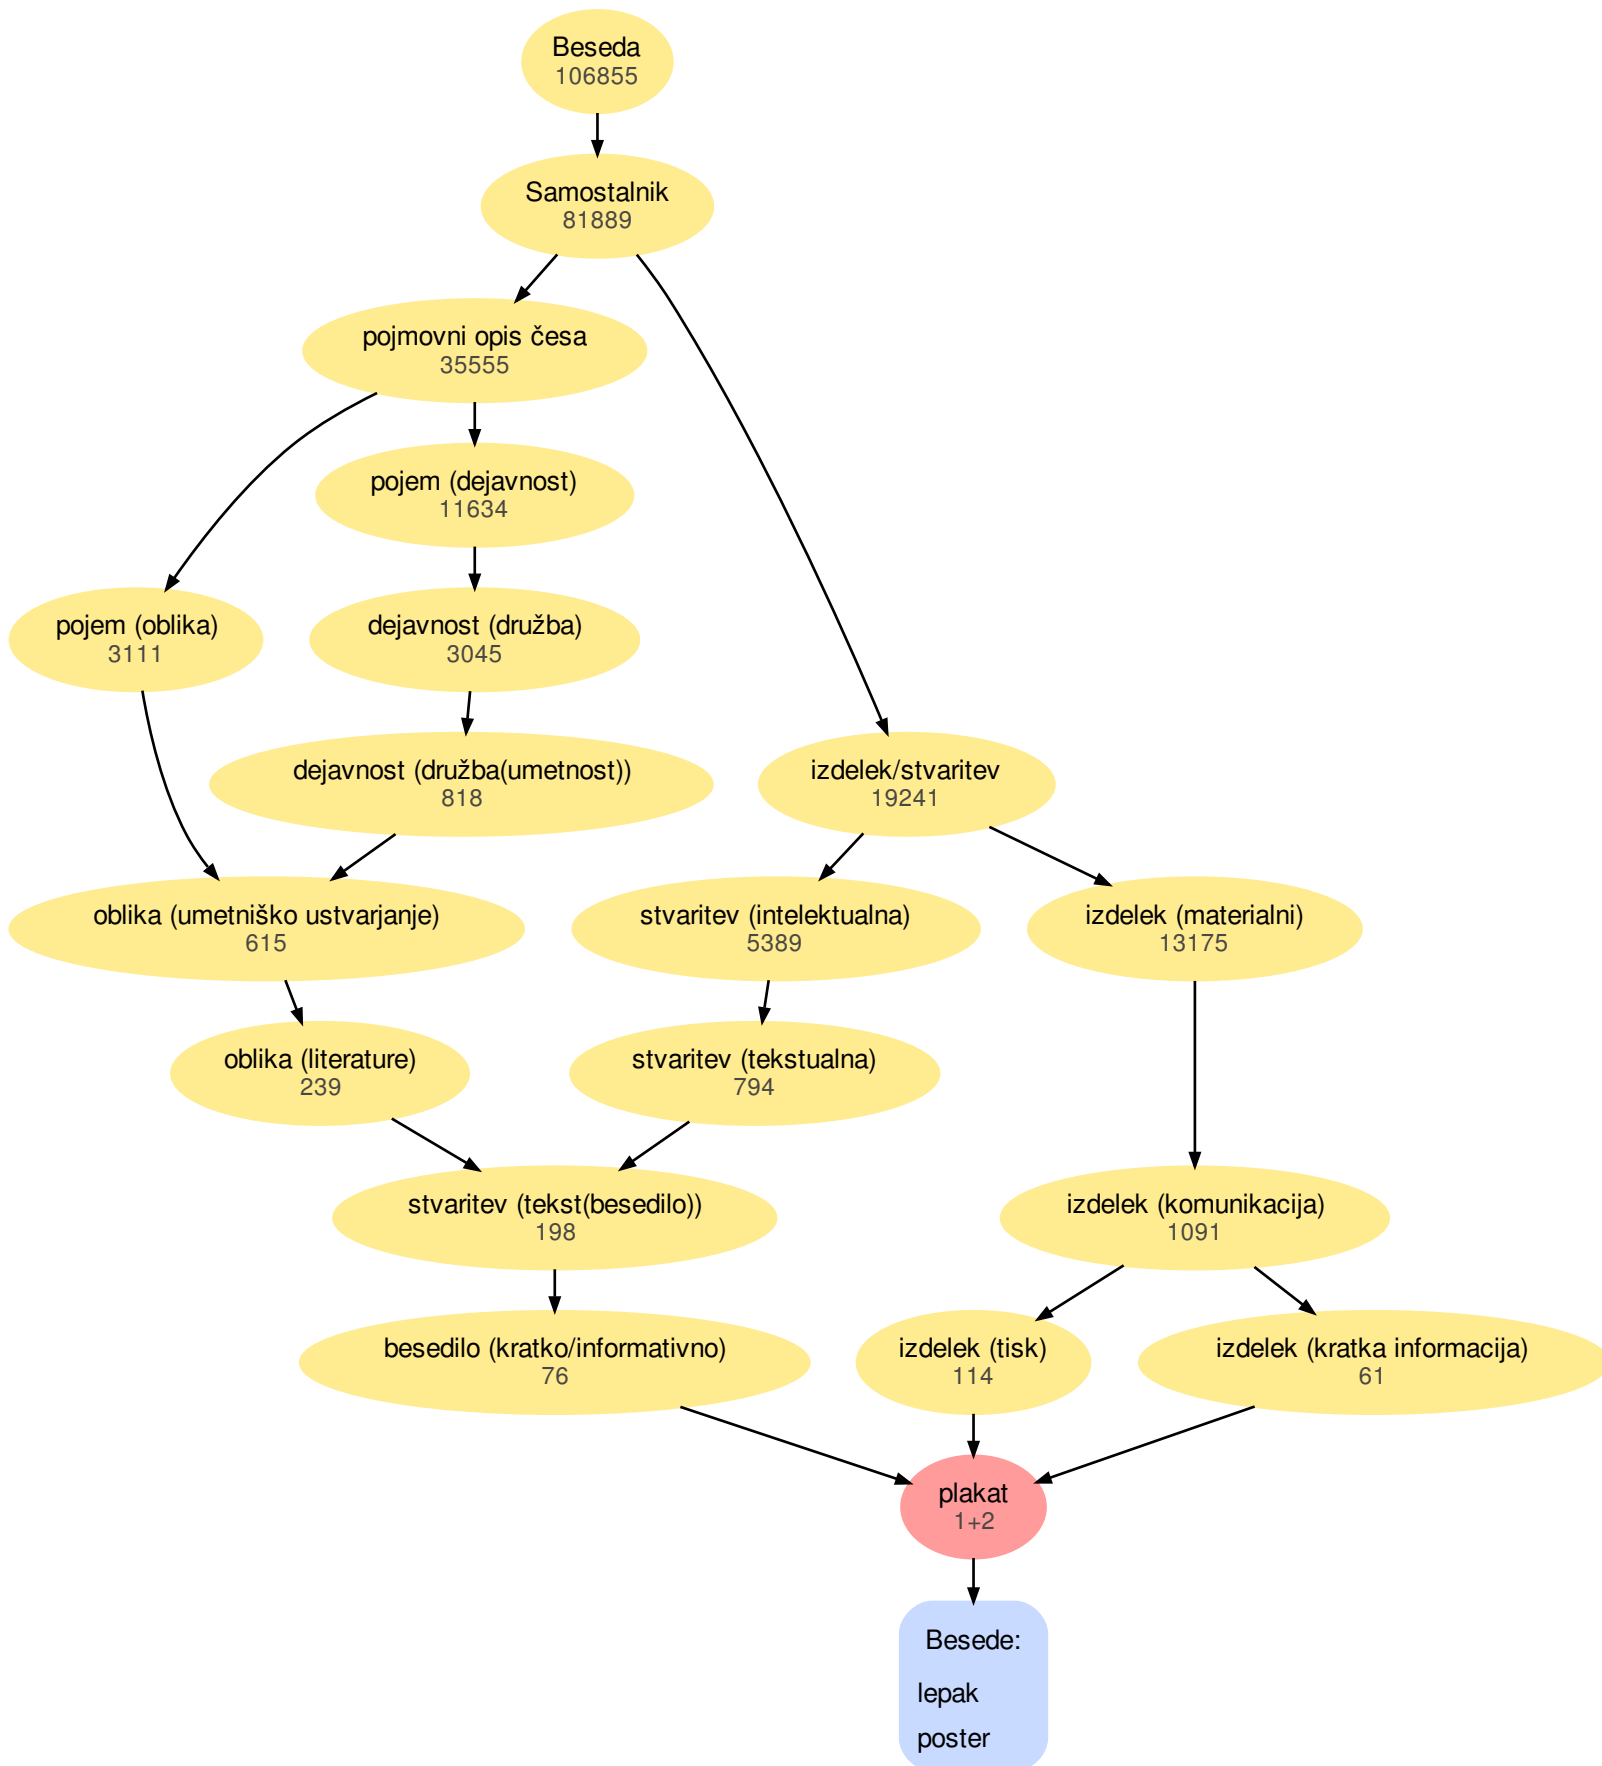 Beseda
106855
Samostalnik
81889
pojmovni opis česa
35555
pojem (dejavnost)
11634
pojem (oblika)
3111
dejavnost (družba)
3045
dejavnost (družba(umetnost))
818
izdelek/stvaritev
19241
oblika (umetniško ustvarjanje)
615
stvaritev (intelektualna)
5389
izdelek (materialni)
13175
oblika (literature)
239
stvaritev (tekstualna)
794
stvaritev (tekst(besedilo))
198
izdelek (komunikacija)
1091
besedilo (kratko/informativno)
76
izdelek (tisk)
114
izdelek (kratka informacija)
61
plakat
1+2
Besede:
lepak
poster